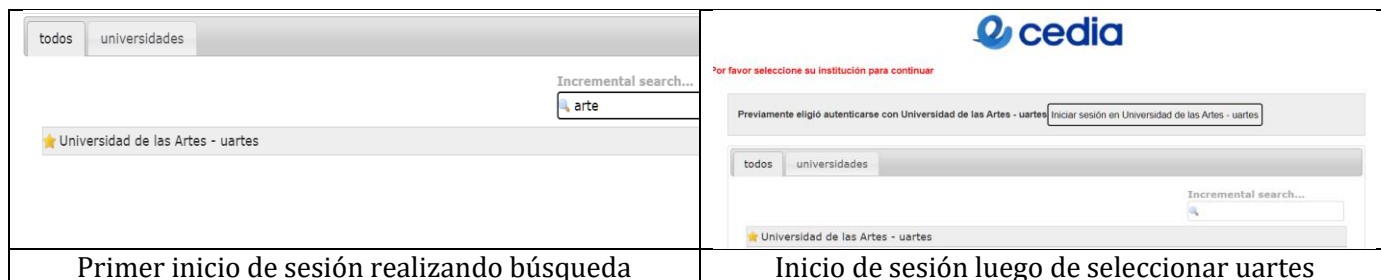 todos universidades
Incremental search...
arte
Universidad de las Artes - uartes
Primer inicio de sesión realizando búsqueda
cedia
Por favor seleccione su institución para continuar
Previamente eligió autenticarse con Universidad de las Artes - uartes Iniciar sesión en Universidad de las Artes - uartes
todos universidades
Incremental search...
Universidad de las Artes - uartes
Inicio de sesión luego de seleccionar uartes